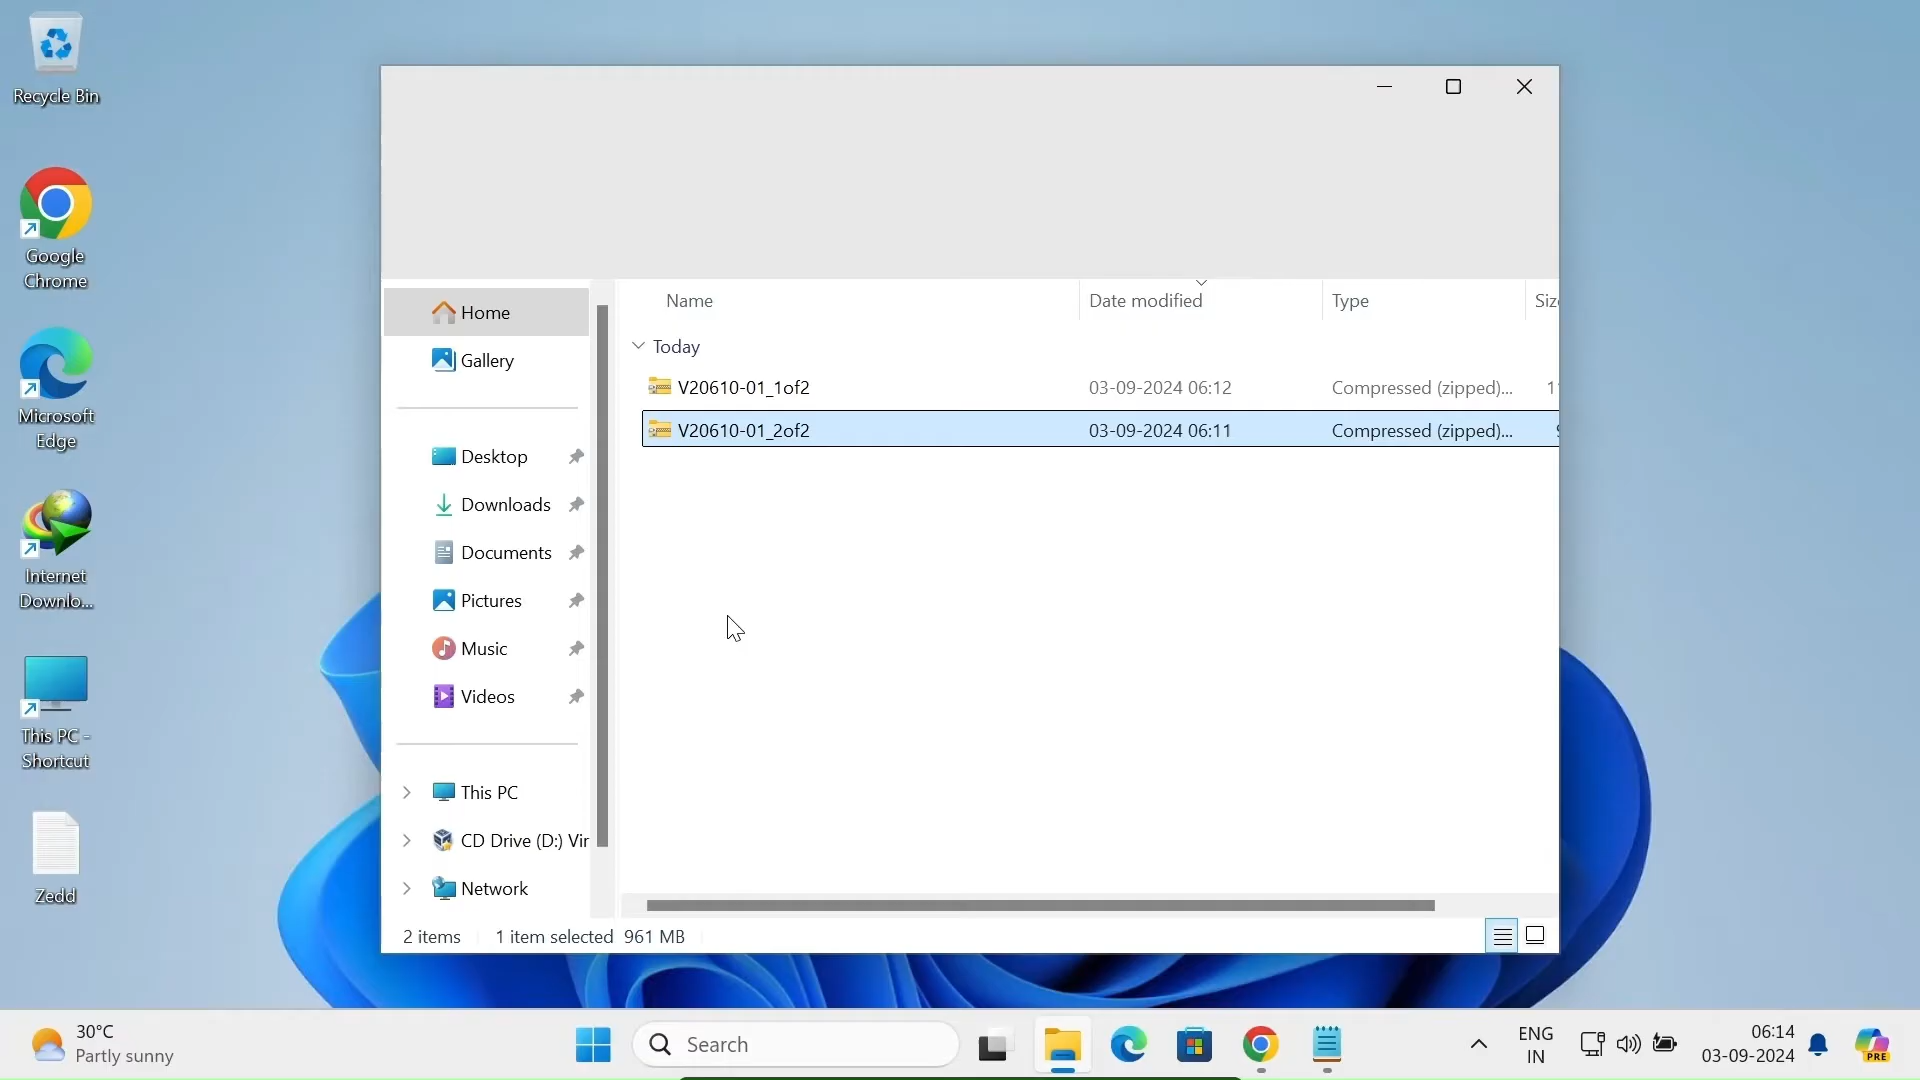 Recycle Bin
Google
Chrome
Microsoft
Edge
Internet
Downlo...
This PC -
Shortcut
Zedd
Home
Gallery
Desktop
Downloads
Documents
Pictures
Music
Videos
This PC
CD Drive (D:) Vir
Network
Name Date modified Type Size
Today
V20610-01_1of2 03-09-2024 06:12 Compressed (zipped)...
V20610-01_2of2 03-09-2024 06:11 Compressed (zipped)...
2 items 1 item selected 961 MB
30°C
Partly sunny
Search
ENG
IN
06:14
03-09-2024
PRE